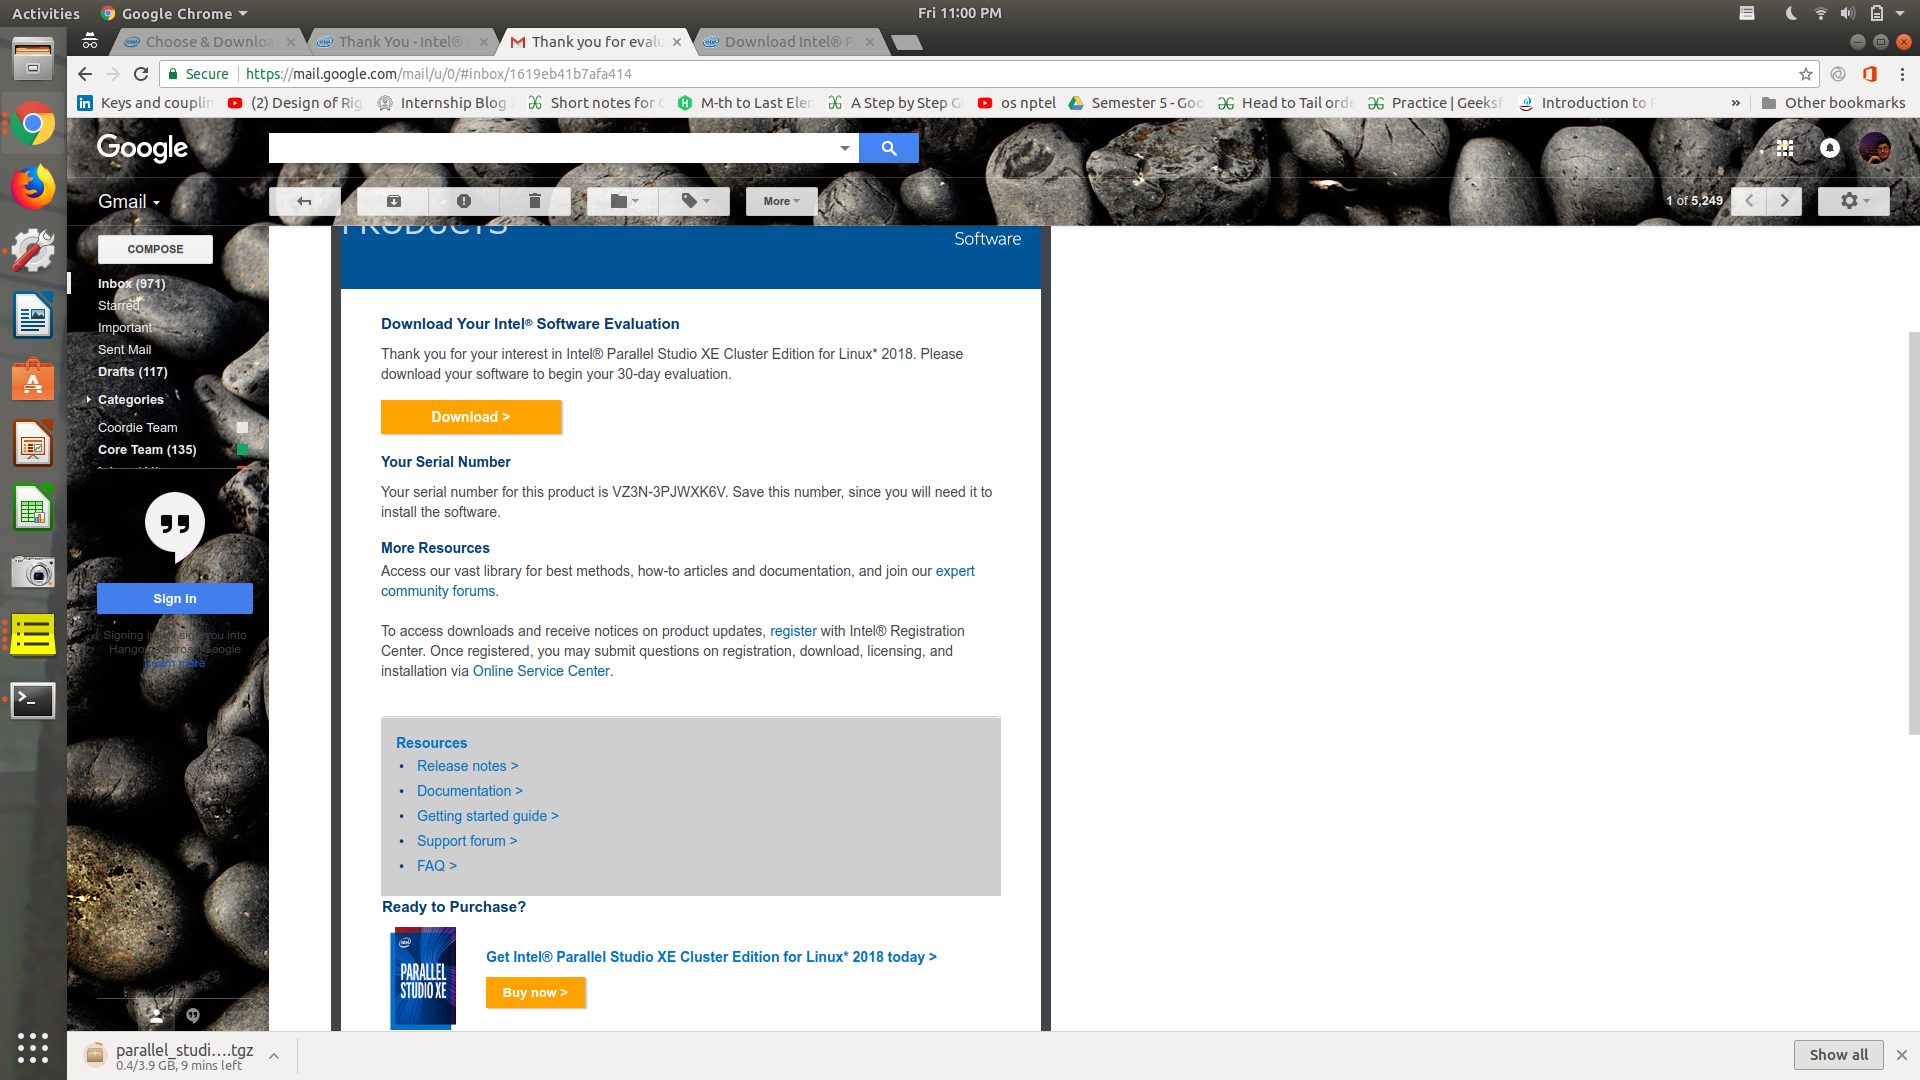 Activities Google Chrome Fri 11:00 PM
Choose & Downloa Thank You - Intel® Thank you for evalu Download Intel® P
Secure https://mail.google.com/mail/u/0/#inbox/1619eb41b7afa414
Keys and couplin (2) Design of Rig Internship Blog Short notes for M-th to Last Elem A Step by Step G os nptel Semester 5 - Goo Head to Tail orde Practice | Geeksf Introduction to » Other bookmarks
Google
Gmail More 1 of 5,249
COMPOSE
Inbox (971)
Starred
Important
Sent Mail
Drafts (117)
Categories
Coordie Team
Core Team (135)
Sign in
Signing in will sign you into
Hangouts across Google
Learn more
PRODUCTS
Software
Download Your Intel® Software Evaluation
Thank you for your interest in Intel® Parallel Studio XE Cluster Edition for Linux* 2018. Please
download your software to begin your 30-day evaluation.
Download >
Your Serial Number
Your serial number for this product is VZ3N-3PJWXK6V. Save this number, since you will need it to
install the software.
More Resources
Access our vast library for best methods, how-to articles and documentation, and join our expert
community forums.
To access downloads and receive notices on product updates, register with Intel® Registration
Center. Once registered, you may submit questions on registration, download, licensing, and
installation via Online Service Center.
Resources
• Release notes >
• Documentation >
• Getting started guide >
• Support forum >
• FAQ >
Ready to Purchase?
intel
PARALLEL
STUDIO XE
Get Intel® Parallel Studio XE Cluster Edition for Linux* 2018 today >
Buy now >
parallel_studi....tgz
0.4/3.9 GB, 9 mins left
Show all